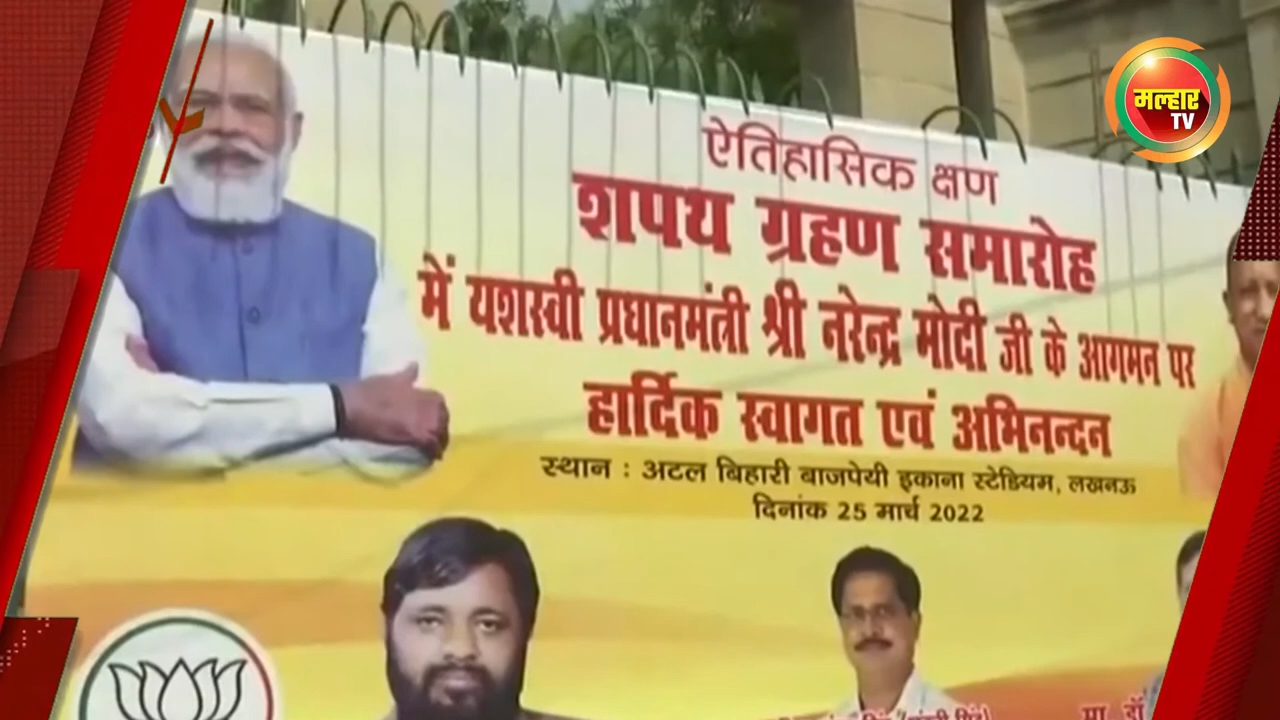 मल्हार
TV
ऐतिहासिक क्षण
शपथ ग्रहण समारोह
में यशस्वी प्रधानमंत्री श्री नरेन्द्र मोदी जी के आगमन पर
हार्दिक स्वागत एवं अभिनन्दन
स्थान : अटल बिहारी बाजपेयी इकाना स्टेडियम, लखनऊ
दिनांक 25 मार्च 2022
मा. डॉ.